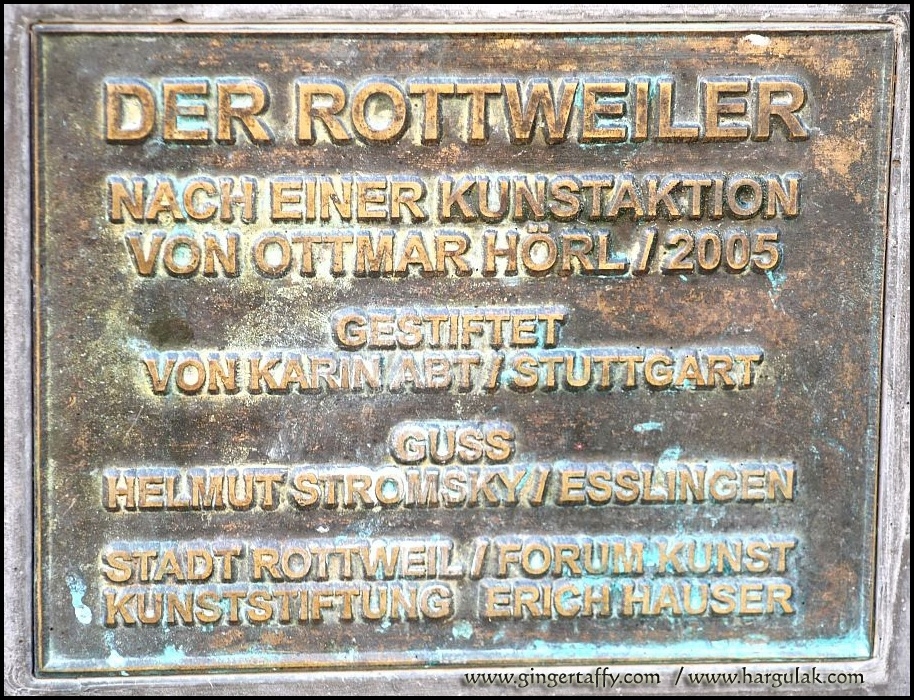 DER ROTTWEILER
NACH EINER KUNSTAKTION
VON OTTMAR HÖRL / 2005
GESTIFTET
VON KARIN ABT / STUTTGART
GUSS
HELMUT STROMSKY / ESSLINGEN
STADT ROTTWEIL / FORUM KUNST
KUNSTSTIFTUNG ERICH HAUSER
www.gingertaffy.com / www.hargulak.com